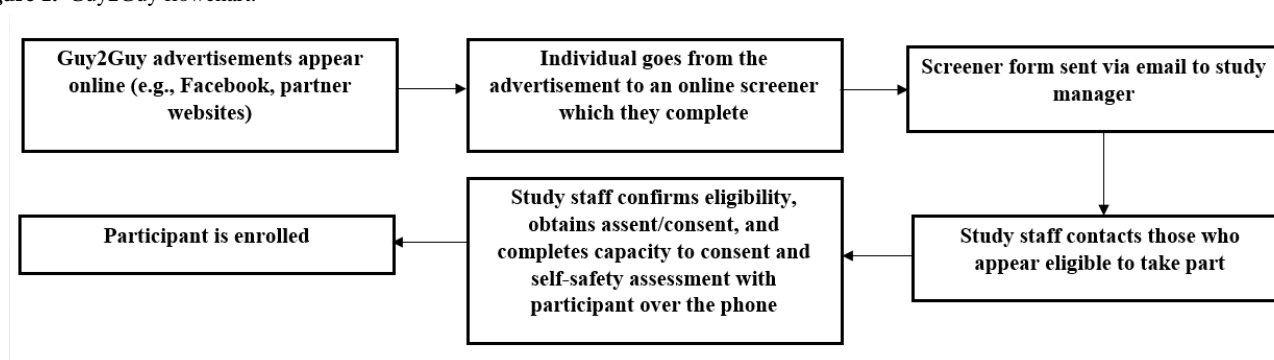 gure 1. Guy2Guy flowchart.
Guy2Guy advertisements appear
online (e.g., Facebook, partner
websites)
Individual goes from the
advertisement to an online screener
which they complete
Screener form sent via email to study
manager
Study staff contacts those who
appear eligible to take part
Study staff confirms eligibility,
obtains assent/consent, and
completes capacity to consent and
self-safety assessment with
participant over the phone
Participant is enrolled